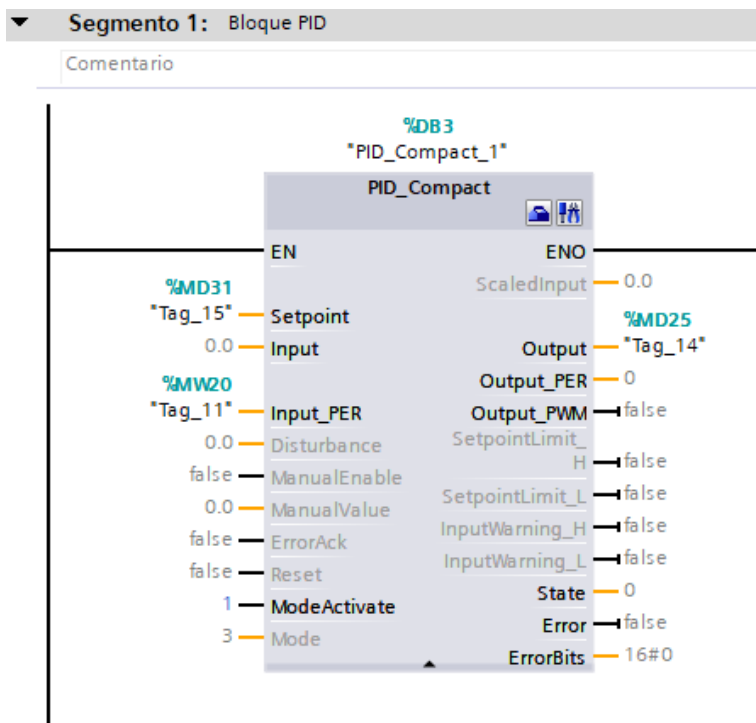 Segmento 1: Bloque PID
Comentario
%DB3
"PID_Compact_1"
PID_Compact
EN ENO
ScaledInput 0.0
%MD31
"Tag_15" Setpoint
%MD25
0.0 Input Output "Tag_14"
Output_PER 0
%MW20
"Tag_11" Input_PER Output_PWM false
0.0 Disturbance SetpointLimit_
H false
false ManualEnable
SetpointLimit_L false
0.0 ManualValue
InputWarning_H false
false ErrorAck
InputWarning_L false
false Reset
State 0
1 ModeActivate
Error false
3 Mode
ErrorBits 16#0